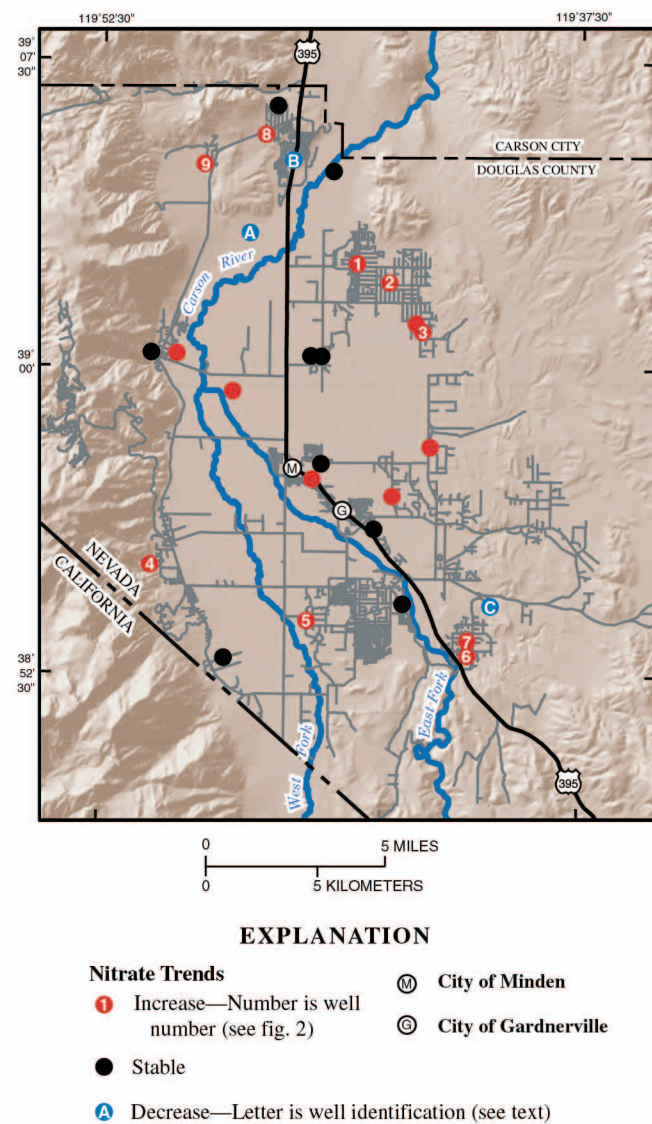 119°52'30"
119°37'30"
39°
07'
30"
395
8
B
9
CARSON CITY
DOUGLAS COUNTY
A
Carson River
1
2
3
39°
00'
M
G
NEVADA
CALIFORNIA
4
C
5
7
6
38°
52'
30"
West Fork
East Fork
395
0 5 MILES
0 5 KILOMETERS
EXPLANATION
Nitrate Trends
1 Increase—Number is well
number (see fig. 2)
Stable
A Decrease—Letter is well identification (see text)
M City of Minden
G City of Gardnerville